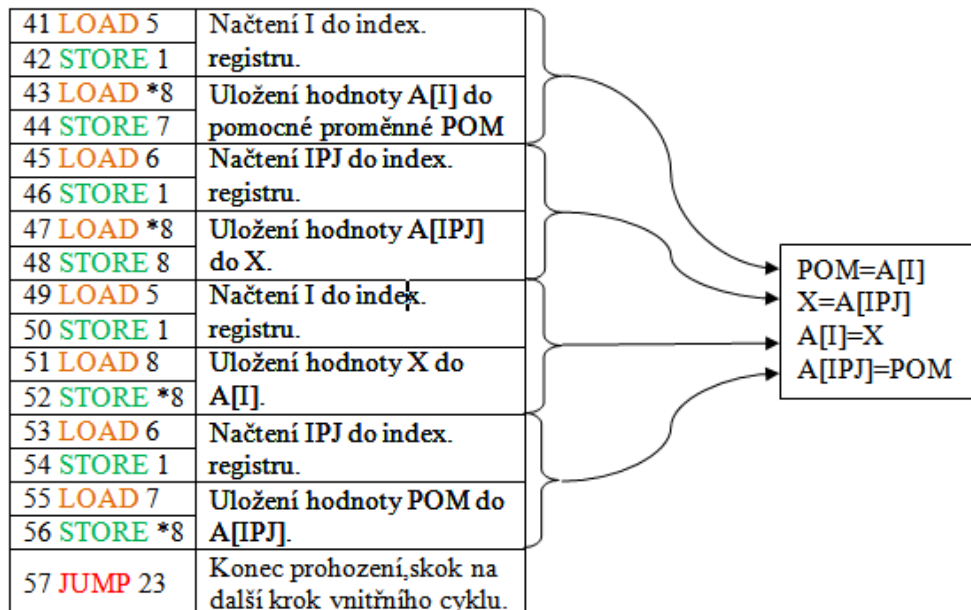 41 LOAD 5 Načtení I do index.
42 STORE 1 registru.
43 LOAD *8 Uložení hodnoty A[I] do
44 STORE 7 pomocné proměnné POM
45 LOAD 6 Načtení IPJ do index.
46 STORE 1 registru.
47 LOAD *8 Uložení hodnoty A[IPJ]
48 STORE 8 do X.
49 LOAD 5 Načtení I do index.
50 STORE 1 registru.
51 LOAD 8 Uložení hodnoty X do
52 STORE *8 A[I].
53 LOAD 6 Načtení IPJ do index.
54 STORE 1 registru.
55 LOAD 7 Uložení hodnoty POM do
56 STORE *8 A[IPJ].
57 JUMP 23 Konec prohození,skok na
další krok vnitřního cyklu.
POM=A[I]
X=A[IPJ]
A[I]=X
A[IPJ]=POM